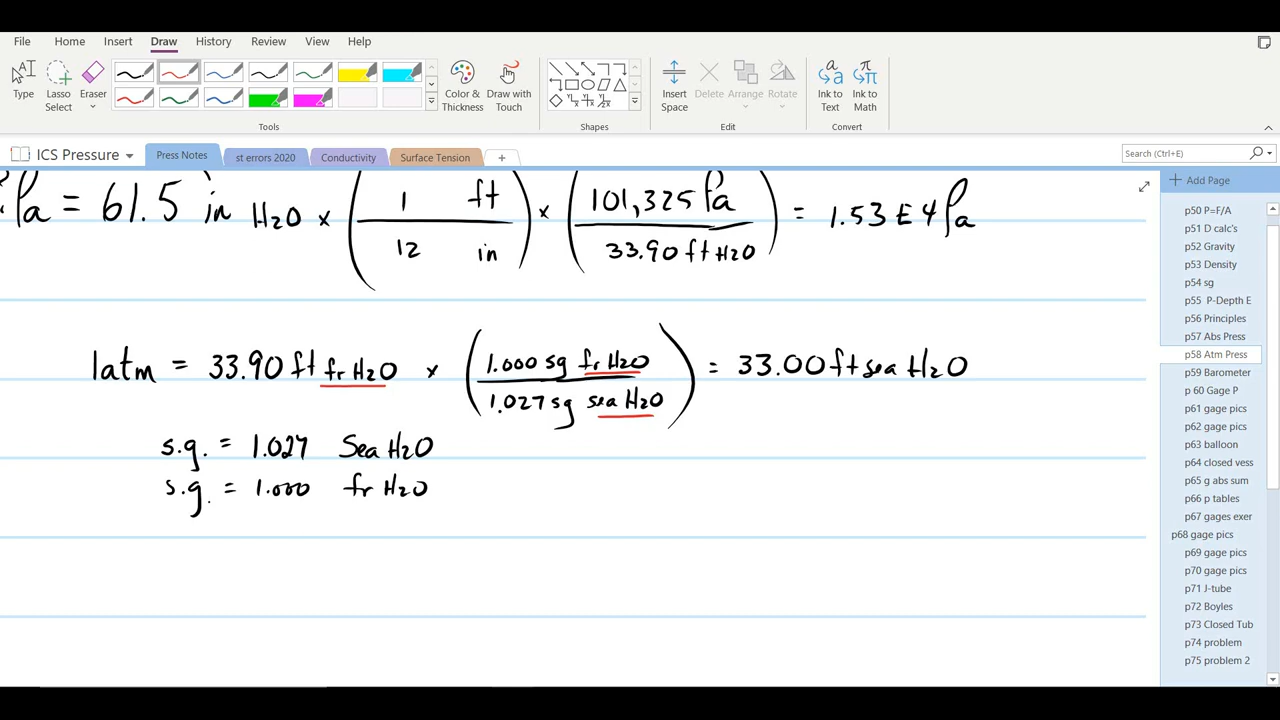 File Home Insert Draw History Review View Help
Type Lasso Select Eraser Color & Thickness Draw with Touch Insert Space Delete Arrange Rotate Ink to Text Ink to Math
Tools Shapes Edit Convert
ICS Pressure Press Notes st errors 2020 Conductivity Surface Tension + Search (Ctrl+E)
Pa = 61.5 in H2O × ( 1 ft / 12 in ) × ( 101,325 Pa / 33.90 ft H2O ) = 1.53 E 4 Pa
1 atm = 33.90 ft fr H2O × ( 1.000 sg fr H2O / 1.027 sg sea H2O ) = 33.00 ft sea H2O
s.g. = 1.027 Sea H2O
s.g. = 1.000 fr H2O
Add Page
p50 P=F/A
p51 D calc's
p52 Gravity
p53 Density
p54 sg
p55 P-Depth E
p56 Principles
p57 Abs Press
p58 Atm Press
p59 Barometer
p 60 Gage P
p61 gage pics
p62 gage pics
p63 balloon
p64 closed vess
p65 g abs sum
p66 p tables
p67 gages exer
p68 gage pics
p69 gage pics
p70 gage pics
p71 J-tube
p72 Boyles
p73 Closed Tub
p74 problem
p75 problem 2